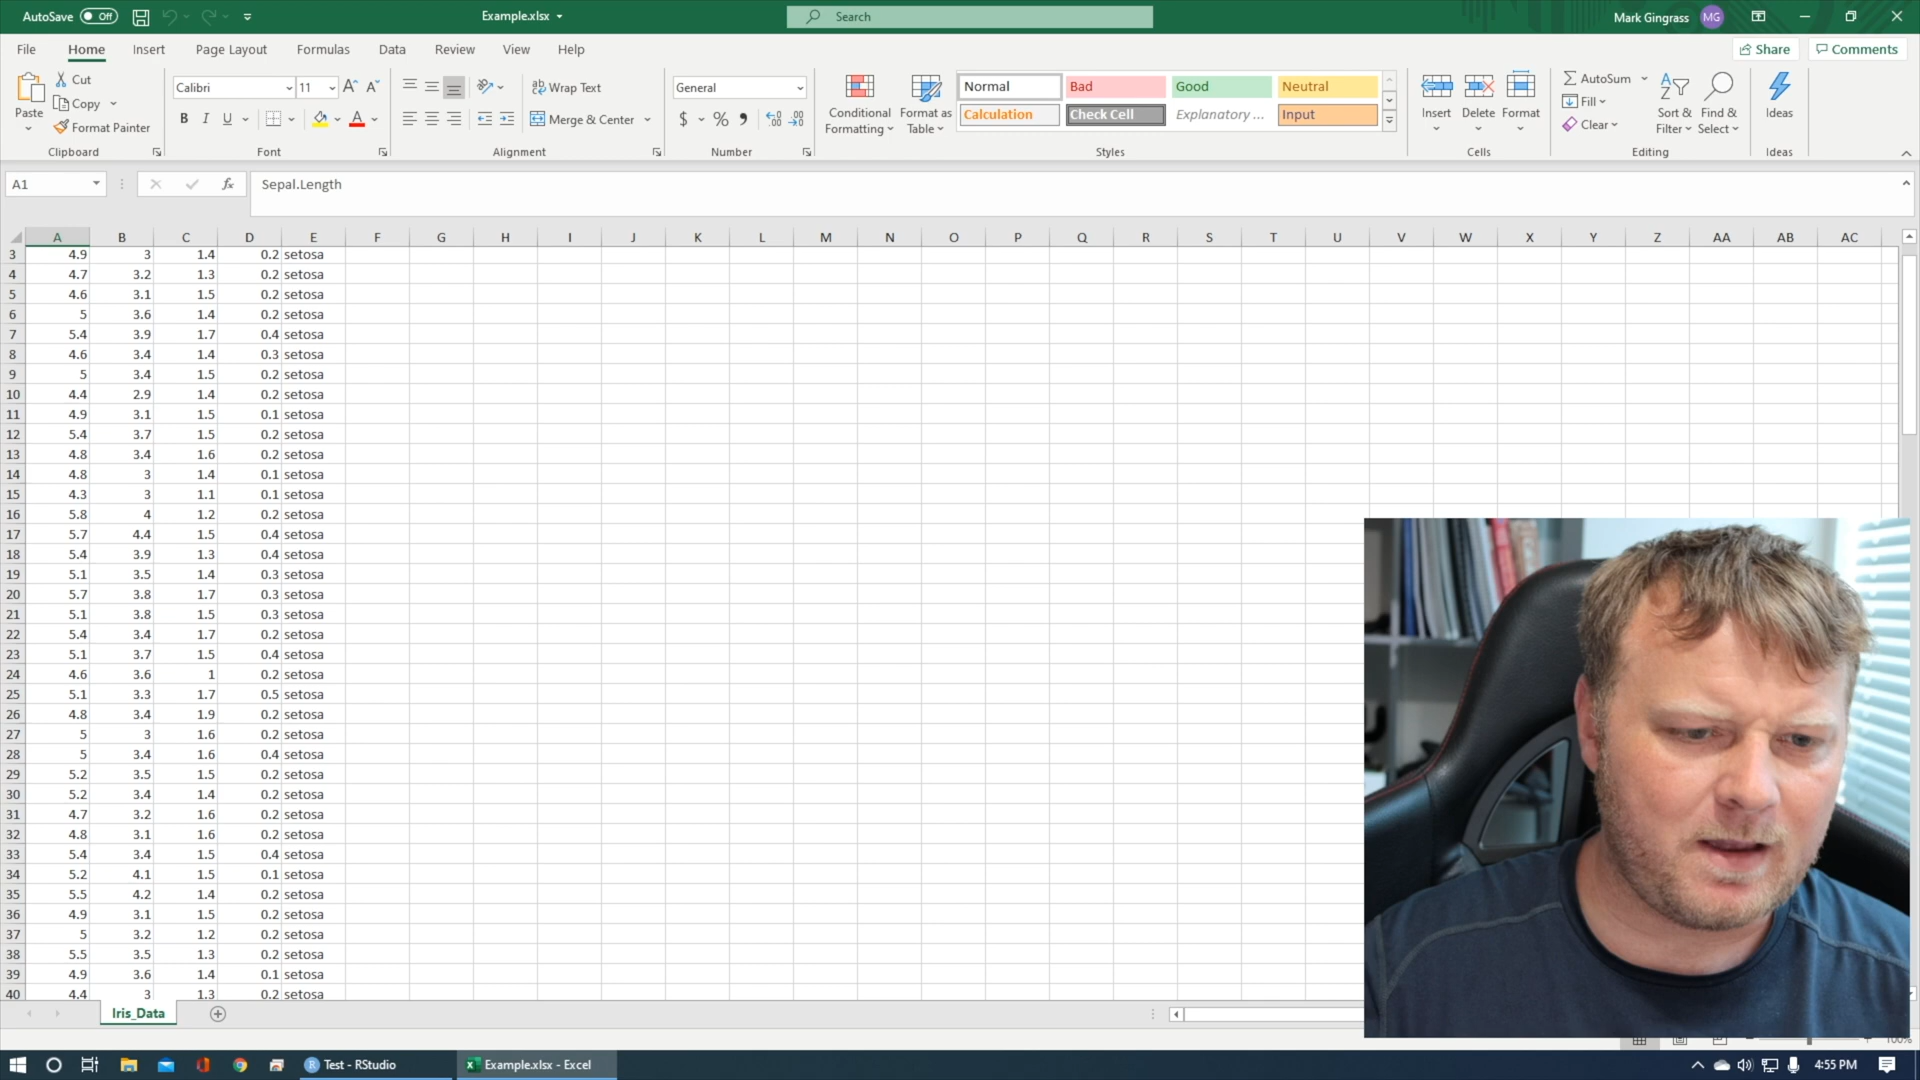 AutoSave Off Example.xlsx Search Mark Gingrass MG
File Home Insert Page Layout Formulas Data Review View Help Share Comments
Paste Cut Copy Format Painter Clipboard
Calibri 11 A A B I U A Font
Wrap Text Merge & Center Alignment
General $ % Number
Conditional Formatting Format as Table
Normal Bad Good Neutral
Calculation Check Cell Explanatory ... Input
Styles
Insert Delete Format Cells
AutoSum Fill Clear Sort & Filter Find & Select Editing
Ideas Ideas
A1 fx Sepal.Length
A B C D E F G H I J K L M N O P Q R S T U V W X Y Z AA AB AC
3 4.9 3 1.4 0.2 setosa
4 4.7 3.2 1.3 0.2 setosa
5 4.6 3.1 1.5 0.2 setosa
6 5 3.6 1.4 0.2 setosa
7 5.4 3.9 1.7 0.4 setosa
8 4.6 3.4 1.4 0.3 setosa
9 5 3.4 1.5 0.2 setosa
10 4.4 2.9 1.4 0.2 setosa
11 4.9 3.1 1.5 0.1 setosa
12 5.4 3.7 1.5 0.2 setosa
13 4.8 3.4 1.6 0.2 setosa
14 4.8 3 1.4 0.1 setosa
15 4.3 3 1.1 0.1 setosa
16 5.8 4 1.2 0.2 setosa
17 5.7 4.4 1.5 0.4 setosa
18 5.4 3.9 1.3 0.4 setosa
19 5.1 3.5 1.4 0.3 setosa
20 5.7 3.8 1.7 0.3 setosa
21 5.1 3.8 1.5 0.3 setosa
22 5.4 3.4 1.7 0.2 setosa
23 5.1 3.7 1.5 0.4 setosa
24 4.6 3.6 1 0.2 setosa
25 5.1 3.3 1.7 0.5 setosa
26 4.8 3.4 1.9 0.2 setosa
27 5 3 1.6 0.2 setosa
28 5 3.4 1.6 0.4 setosa
29 5.2 3.5 1.5 0.2 setosa
30 5.2 3.4 1.4 0.2 setosa
31 4.7 3.2 1.6 0.2 setosa
32 4.8 3.1 1.6 0.2 setosa
33 5.4 3.4 1.5 0.4 setosa
34 5.2 4.1 1.5 0.1 setosa
35 5.5 4.2 1.4 0.2 setosa
36 4.9 3.1 1.5 0.2 setosa
37 5 3.2 1.2 0.2 setosa
38 5.5 3.5 1.3 0.2 setosa
39 4.9 3.6 1.4 0.1 setosa
40 4.4 3 1.3 0.2 setosa
Iris_Data
100%
Test - RStudio Example.xlsx - Excel 4:55 PM